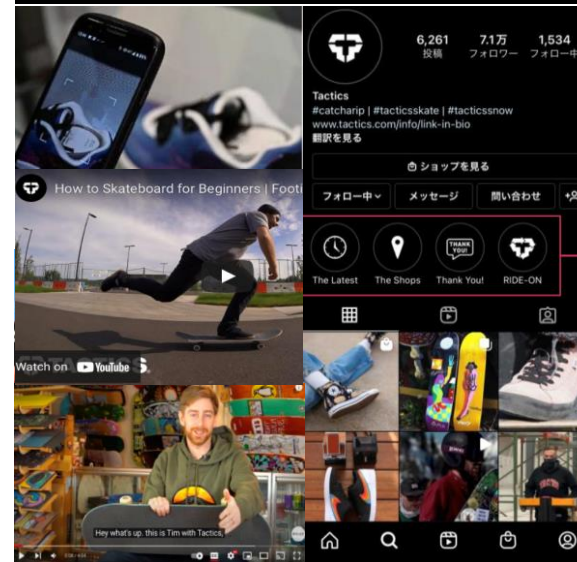 How to Skateboard for Beginners | Footi
TACTICS
Watch on YouTube
Hey what's up. this is Tim with Tactics,
6,261
投稿
7.1万
フォロワー
1,534
フォロー中
Tactics
#catcharip | #tacticsskate | #tacticssnow
www.tactics.com/info/link-in-bio
翻訳を見る
ショップを見る
フォロー中
メッセージ
問い合わせ
The Latest
The Shops
THANK
YOU!
Thank You!
RIDE-ON